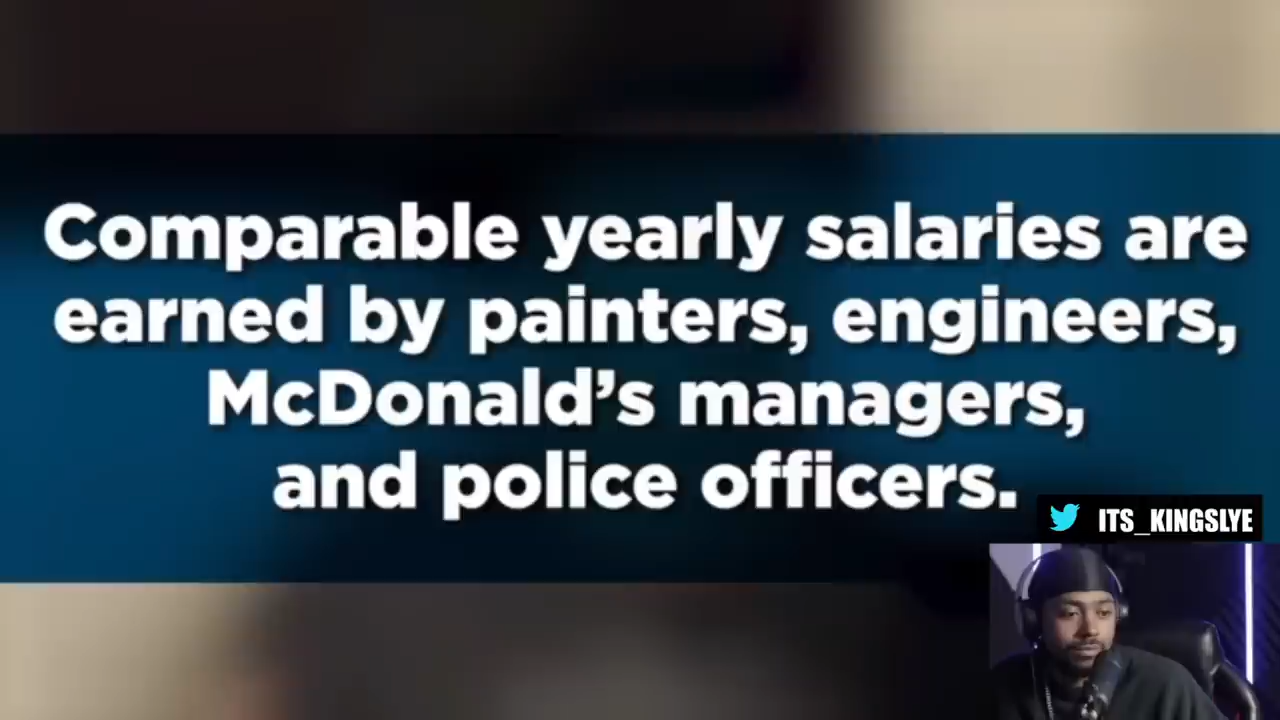 Comparable yearly salaries are
earned by painters, engineers,
McDonald’s managers,
and police officers.
ITS_KINGSLYE